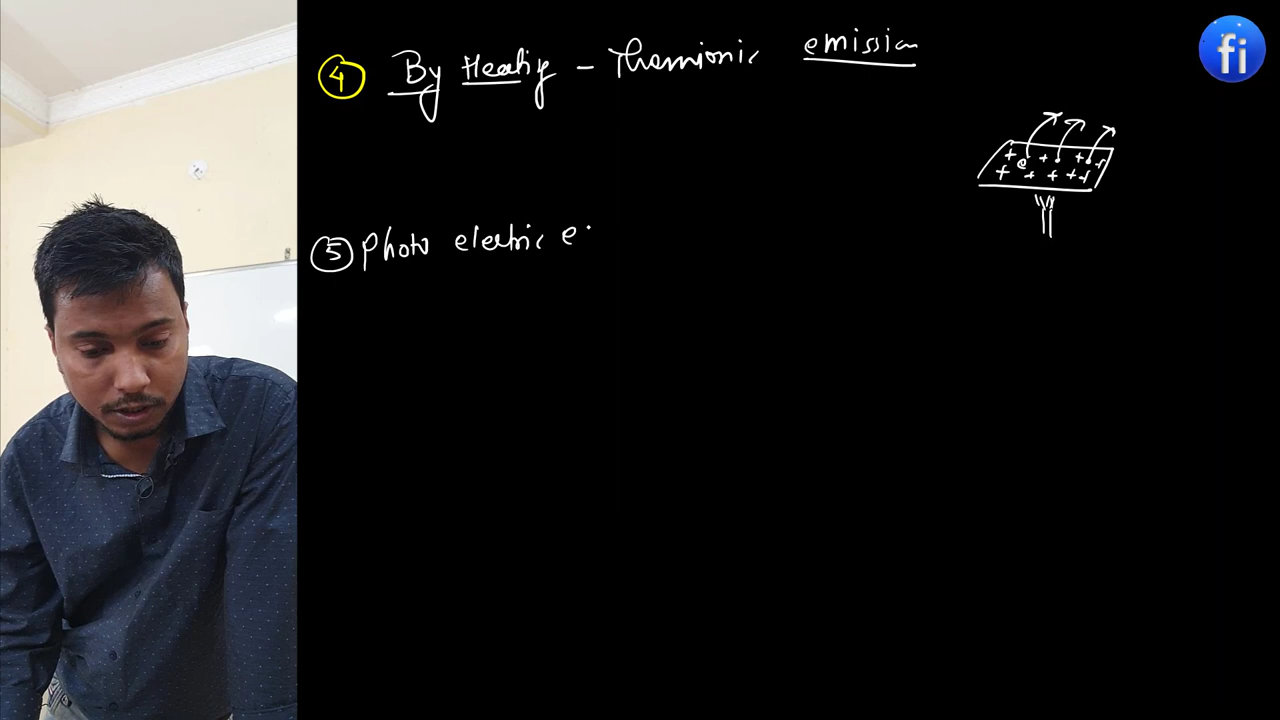 ④ By Heating - Thermionic emission
+ e + + + + + + + +
⑤ Photo electric e
fi